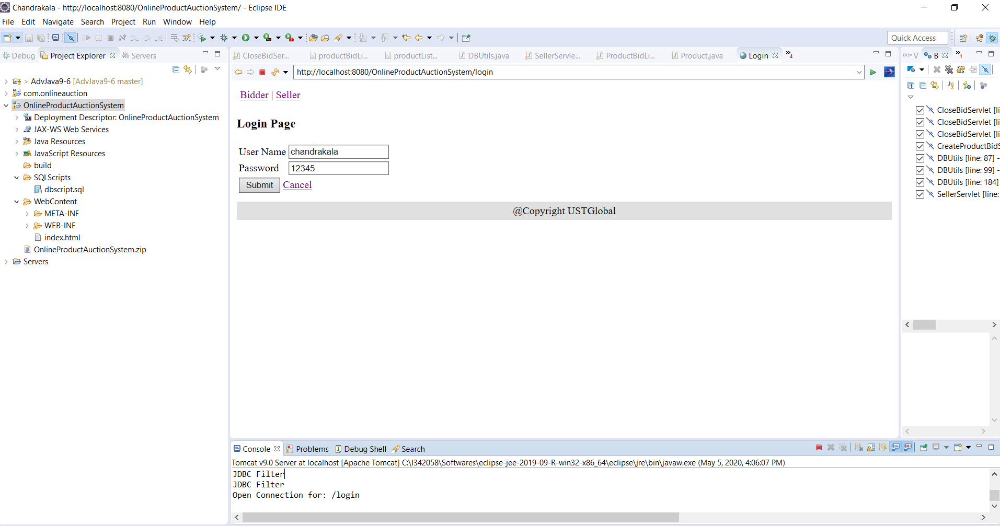 Chandrakala - http://localhost:8080/OnlineProductAuctionSystem/ - Eclipse IDE
File Edit Navigate Search Project Run Window Help
Quick Access
Debug Project Explorer Servers
AdvJava9-6 [AdvJava9-6 master]
com.onlineauction
OnlineProductAuctionSystem
Deployment Descriptor: OnlineProductAuctionSystem
JAX-WS Web Services
Java Resources
JavaScript Resources
build
SQLScripts
dbscript.sql
WebContent
META-INF
WEB-INF
index.html
OnlineProductAuctionSystem.zip
Servers
CloseBidSer... productBidLi... productList... DBUtils.java SellerServle... ProductBidLi... Product.java Login »4
http://localhost:8080/OnlineProductAuctionSystem/login
Bidder | Seller
Login Page
User Name chandrakala
Password 12345
Submit Cancel
@Copyright USTGlobal
(x)= V B »1
CloseBidServlet [li
CloseBidServlet [li
CloseBidServlet [li
CreateProductBidS
DBUtils [line: 87] -
DBUtils [line: 99] -
DBUtils [line: 184]
SellerServlet [line:
Console Problems Debug Shell Search
Tomcat v9.0 Server at localhost [Apache Tomcat] C:\I342058\Softwares\eclipse-jee-2019-09-R-win32-x86_64\eclipse\jre\bin\javaw.exe (May 5, 2020, 4:06:07 PM)
JDBC Filter
JDBC Filter
Open Connection for: /login